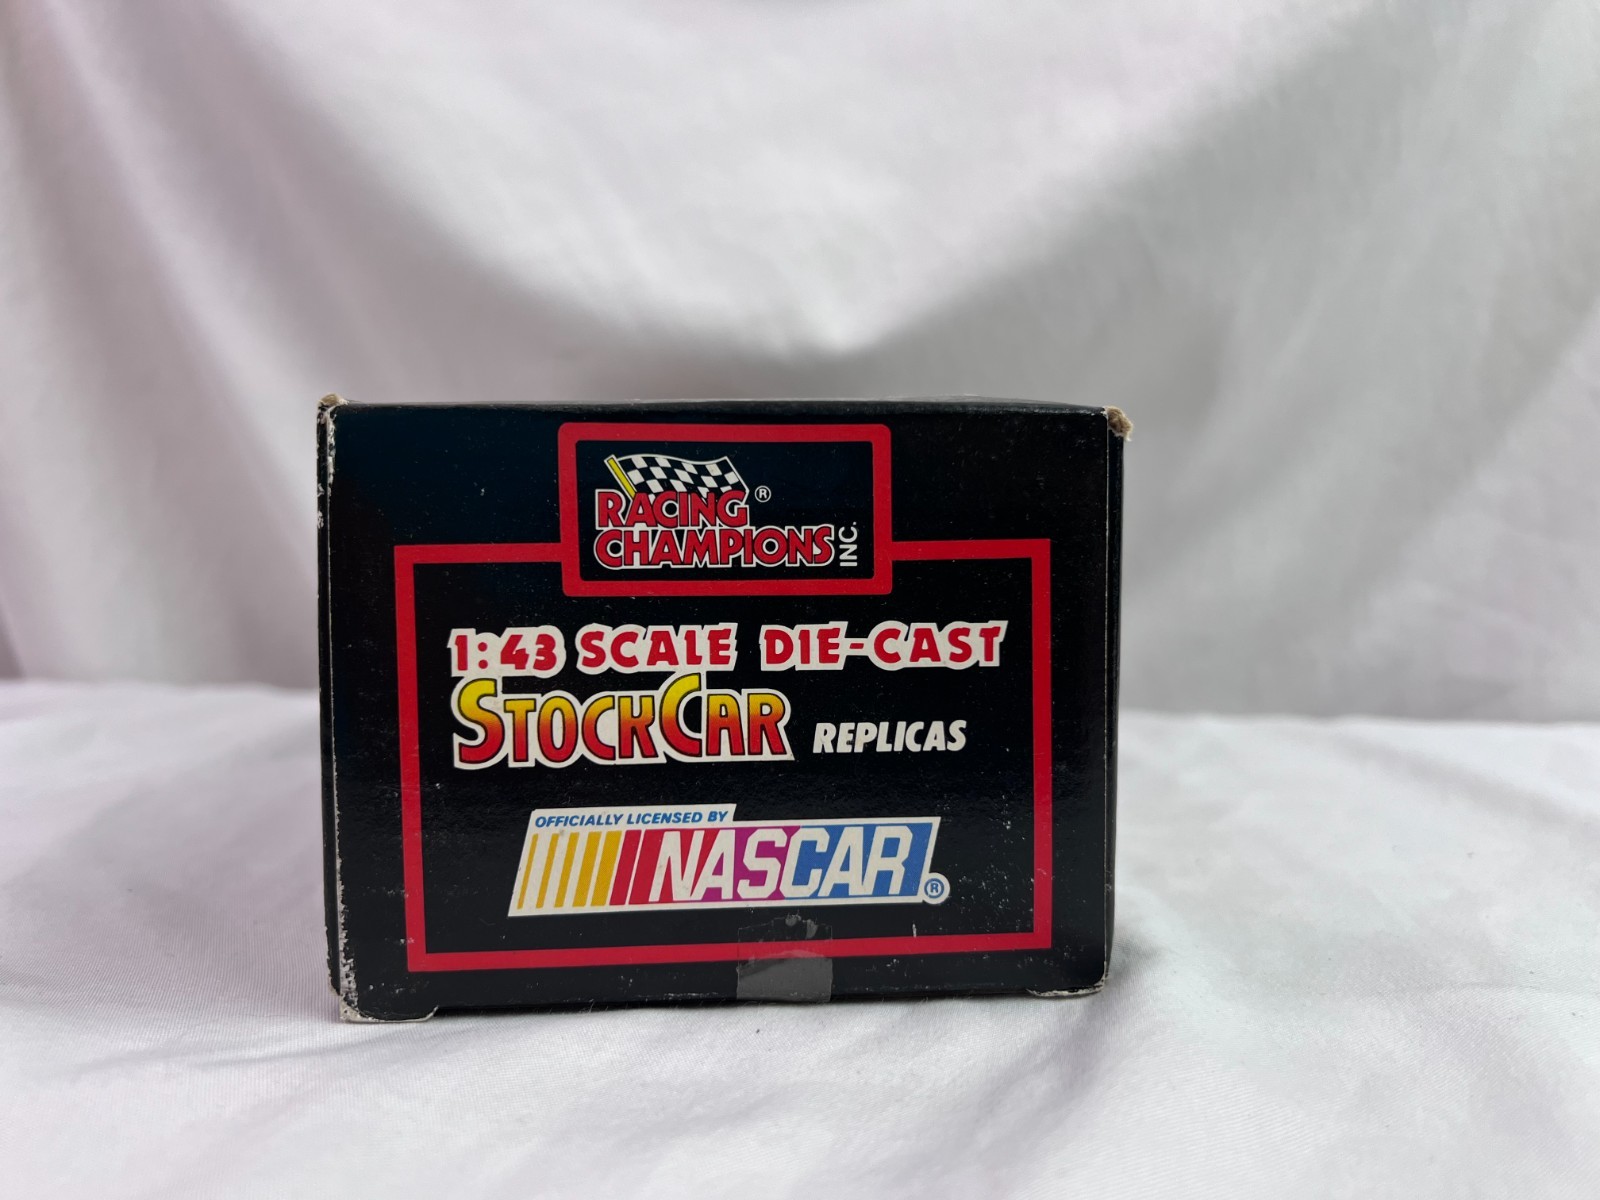 RACING ®
CHAMPIONS INC.
1:43 SCALE DIE-CAST
STOCKCAR REPLICAS
OFFICIALLY LICENSED BY
NASCAR ®